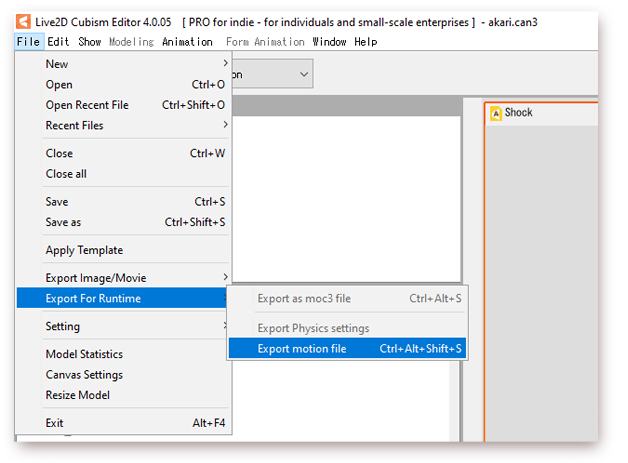 Live2D Cubism Editor 4.0.05 [ PRO for indie - for individuals and small-scale enterprises ] - akari.can3
File Edit Show Modeling Animation Form Animation Window Help
New
on
Open Ctrl+O
Open Recent File Ctrl+Shift+O
Recent Files
Shock
Close Ctrl+W
Close all
Save Ctrl+S
Save as Ctrl+Shift+S
Apply Template
Export Image/Movie
Export For Runtime
Export as moc3 file Ctrl+Alt+S
Setting
Export Physics settings
Export motion file Ctrl+Alt+Shift+S
Model Statistics
Canvas Settings
Resize Model
Exit Alt+F4